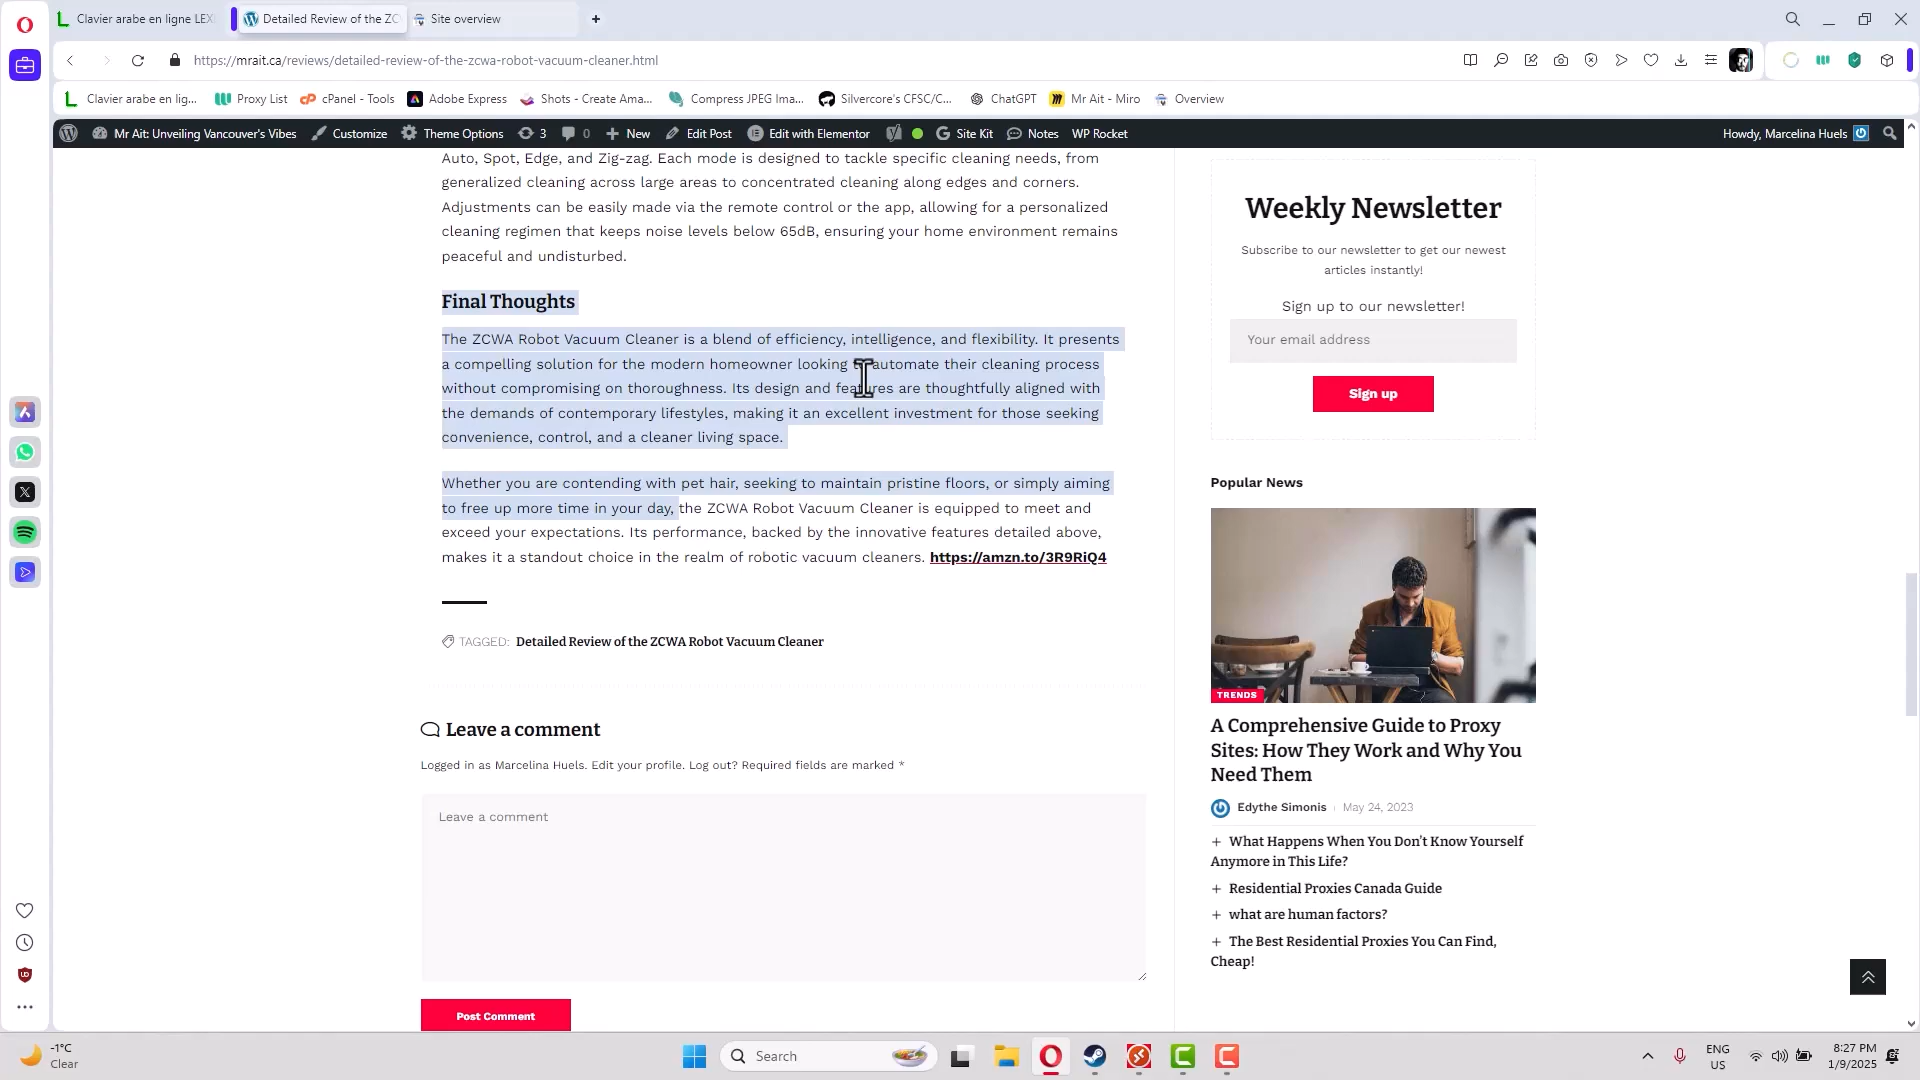 Clavier arabe en ligne LEX
Detailed Review of the ZC
Site overview
https://mrait.ca/reviews/detailed-review-of-the-zcwa-robot-vacuum-cleaner.html
Clavier arabe en lig...
Proxy List
cPanel - Tools
Adobe Express
Shots - Create Ama...
Compress JPEG Ima...
Silvercore's CFSC/C...
ChatGPT
Mr Ait - Miro
Overview
Mr Ait: Unveiling Vancouver's Vibes
Customize
Theme Options
3
0
New
Edit Post
Edit with Elementor
Site Kit
Notes
WP Rocket
Howdy, Marcelina Huels
Auto, Spot, Edge, and Zig-zag. Each mode is designed to tackle specific cleaning needs, from
generalized cleaning across large areas to concentrated cleaning along edges and corners.
Adjustments can be easily made via the remote control or the app, allowing for a personalized
cleaning regimen that keeps noise levels below 65dB, ensuring your home environment remains
peaceful and undisturbed.
Final Thoughts
The ZCWA Robot Vacuum Cleaner is a blend of efficiency, intelligence, and flexibility. It presents
a compelling solution for the modern homeowner looking to automate their cleaning process
without compromising on thoroughness. Its design and features are thoughtfully aligned with
the demands of contemporary lifestyles, making it an excellent investment for those seeking
convenience, control, and a cleaner living space.
Whether you are contending with pet hair, seeking to maintain pristine floors, or simply aiming
to free up more time in your day, the ZCWA Robot Vacuum Cleaner is equipped to meet and
exceed your expectations. Its performance, backed by the innovative features detailed above,
makes it a standout choice in the realm of robotic vacuum cleaners. https://amzn.to/3R9RiQ4
TAGGED: Detailed Review of the ZCWA Robot Vacuum Cleaner
Leave a comment
Logged in as Marcelina Huels. Edit your profile. Log out? Required fields are marked *
Leave a comment
Post Comment
Weekly Newsletter
Subscribe to our newsletter to get our newest
articles instantly!
Sign up to our newsletter!
Your email address
Sign up
Popular News
TRENDS
A Comprehensive Guide to Proxy
Sites: How They Work and Why You
Need Them
Edythe Simonis
May 24, 2023
+ What Happens When You Don't Know Yourself
Anymore in This Life?
+ Residential Proxies Canada Guide
+ what are human factors?
+ The Best Residential Proxies You Can Find,
Cheap!
-1°C
Clear
Search
ENG
US
8:27 PM
1/9/2025